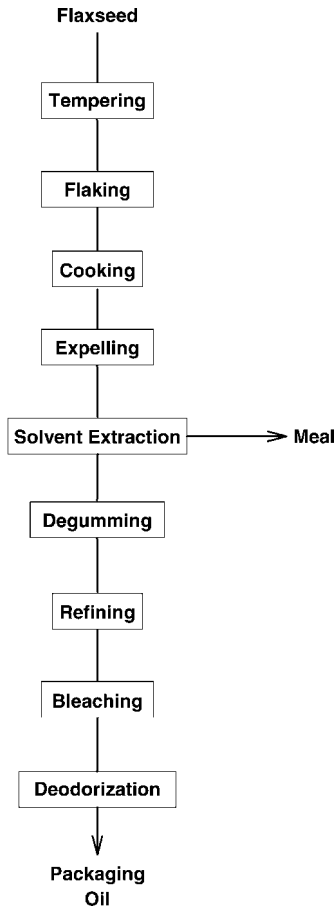 Flaxseed
Tempering
Flaking
Cooking
Expelling
Solvent Extraction
Meal
Degumming
Refining
Bleaching
Deodorization
Packaging
Oil